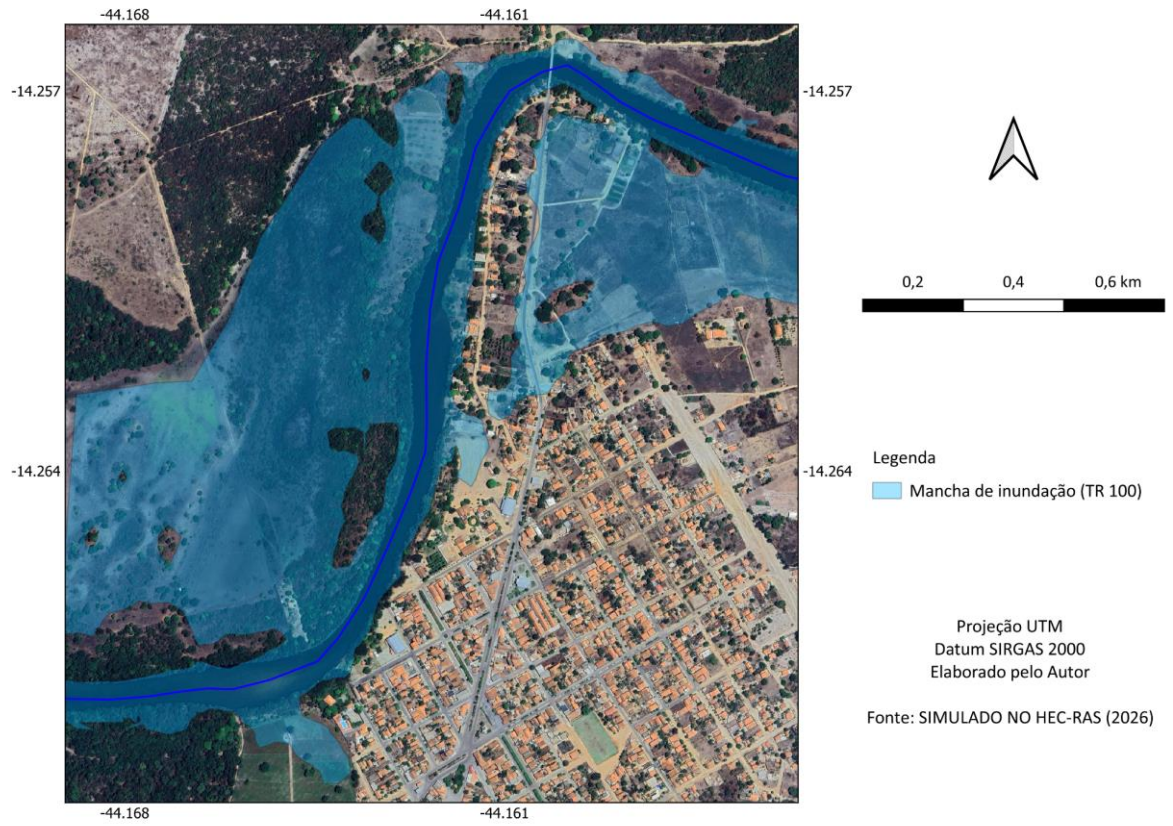 -44.168
-44.161
-14.257
-14.257
0,2
0,4
0,6 km
-14.264
-14.264
Legenda
Mancha de inundação (TR 100)
Projeção UTM
Datum SIRGAS 2000
Elaborado pelo Autor
Fonte: SIMULADO NO HEC-RAS (2026)
-44.168
-44.161